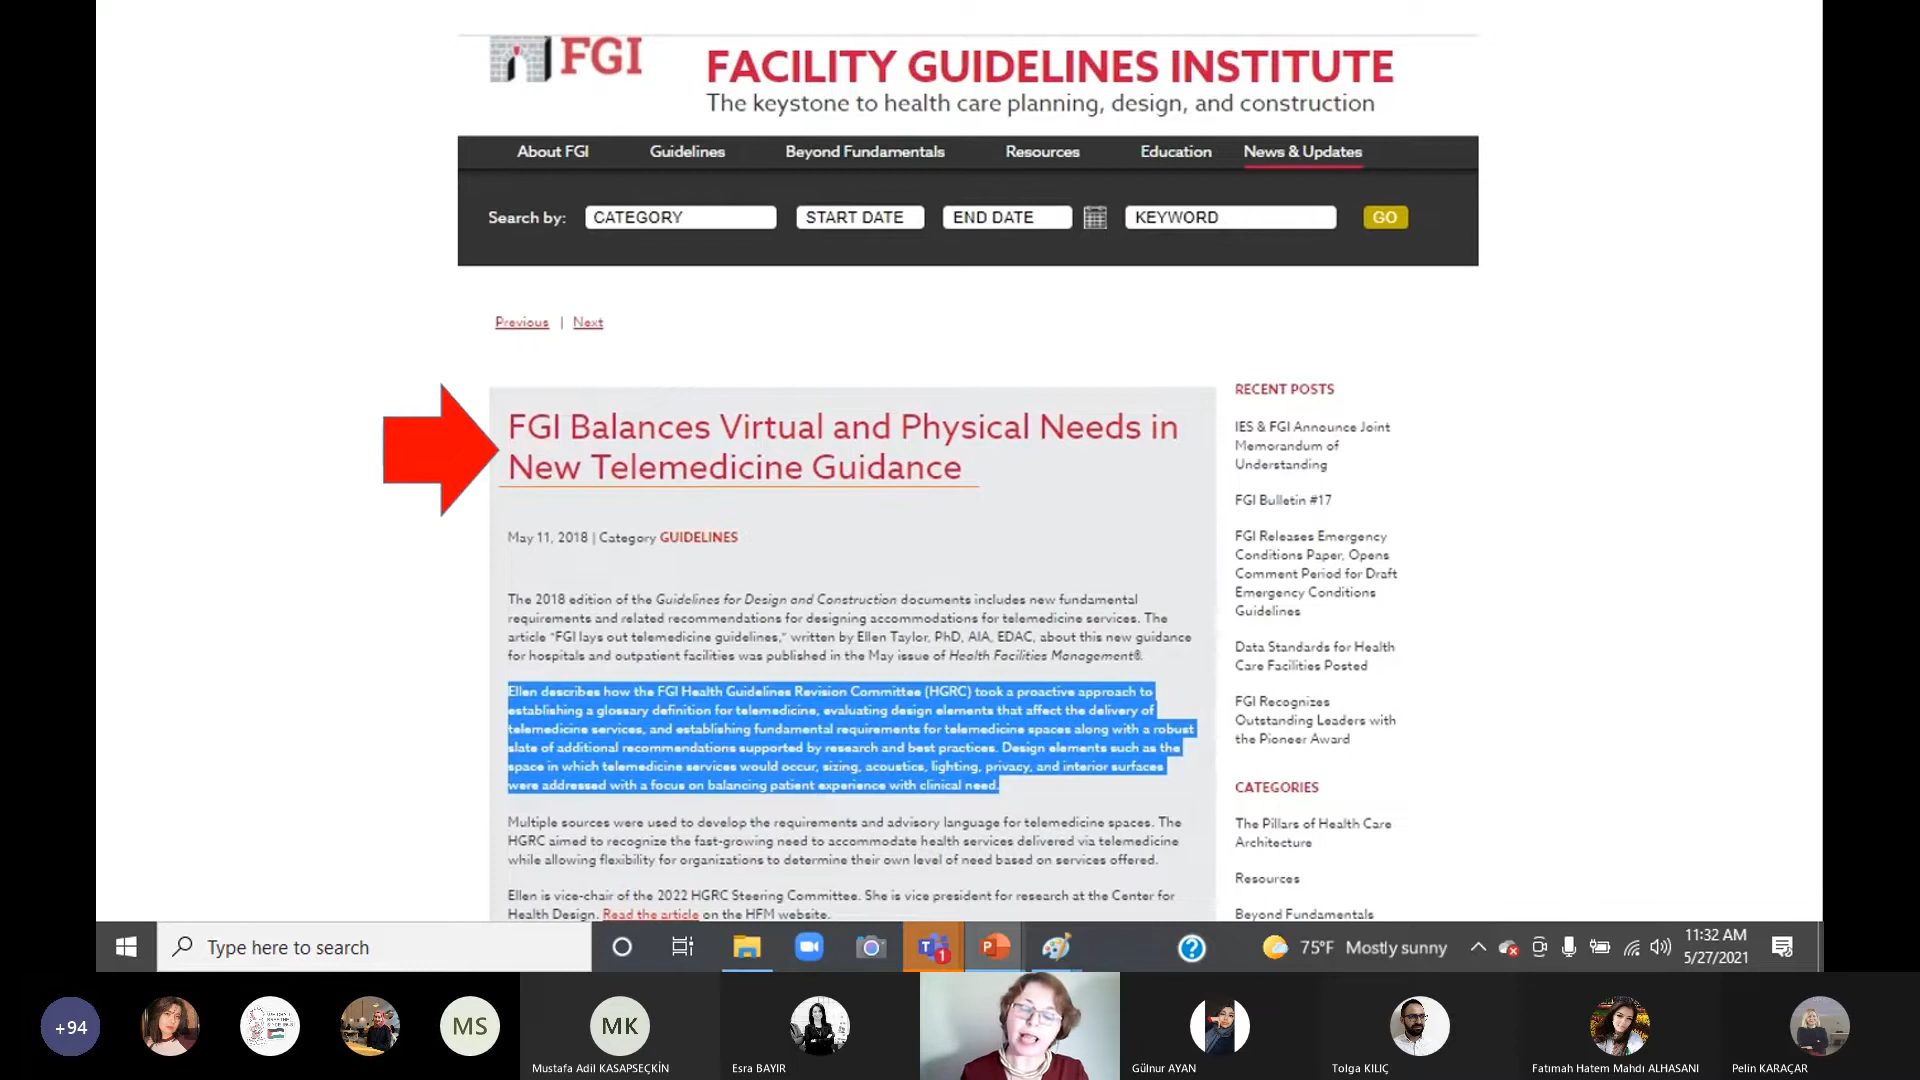 FGI
FACILITY GUIDELINES INSTITUTE
The keystone to health care planning, design, and construction
About FGI
Guidelines
Beyond Fundamentals
Resources
Education
News & Updates
Search by:
CATEGORY
START DATE
END DATE
KEYWORD
GO
Previous | Next
FGI Balances Virtual and Physical Needs in
New Telemedicine Guidance
May 11, 2018 | Category GUIDELINES
The 2018 edition of the Guidelines for Design and Construction documents includes new fundamental
requirements and related recommendations for designing accommodations for telemedicine services. The
article "FGI lays out telemedicine guidelines," written by Ellen Taylor, PhD, AIA, EDAC, about this new guidance
for hospitals and outpatient facilities was published in the May issue of Health Facilities Management®.
Ellen describes how the FGI Health Guidelines Revision Committee (HGRC) took a proactive approach to
establishing a glossary definition for telemedicine, evaluating design elements that affect the delivery of
telemedicine services, and establishing fundamental requirements for telemedicine spaces along with a robust
slate of additional recommendations supported by research and best practices. Design elements such as the
space in which telemedicine services would occur, sizing, acoustics, lighting, privacy, and interior surfaces
were addressed with a focus on balancing patient experience with clinical need.
Multiple sources were used to develop the requirements and advisory language for telemedicine spaces. The
HGRC aimed to recognize the fast-growing need to accommodate health services delivered via telemedicine
while allowing flexibility for organizations to determine their own level of need based on services offered.
Ellen is vice-chair of the 2022 HGRC Steering Committee. She is vice president for research at the Center for
Health Design. Read the article on the HFM website.
RECENT POSTS
IES & FGI Announce Joint
Memorandum of
Understanding
FGI Bulletin #17
FGI Releases Emergency
Conditions Paper, Opens
Comment Period for Draft
Emergency Conditions
Guidelines
Data Standards for Health
Care Facilities Posted
FGI Recognizes
Outstanding Leaders with
the Pioneer Award
CATEGORIES
The Pillars of Health Care
Architecture
Resources
Beyond Fundamentals
Type here to search
75°F Mostly sunny
11:32 AM
5/27/2021
+94
MS
MK
Mustafa Adil KASAPSEÇKİN
Esra BAYIR
Gülnur AYAN
Tolga KILIÇ
Fatımah Hatem Mahdı ALHASANI
Pelin KARAÇAR